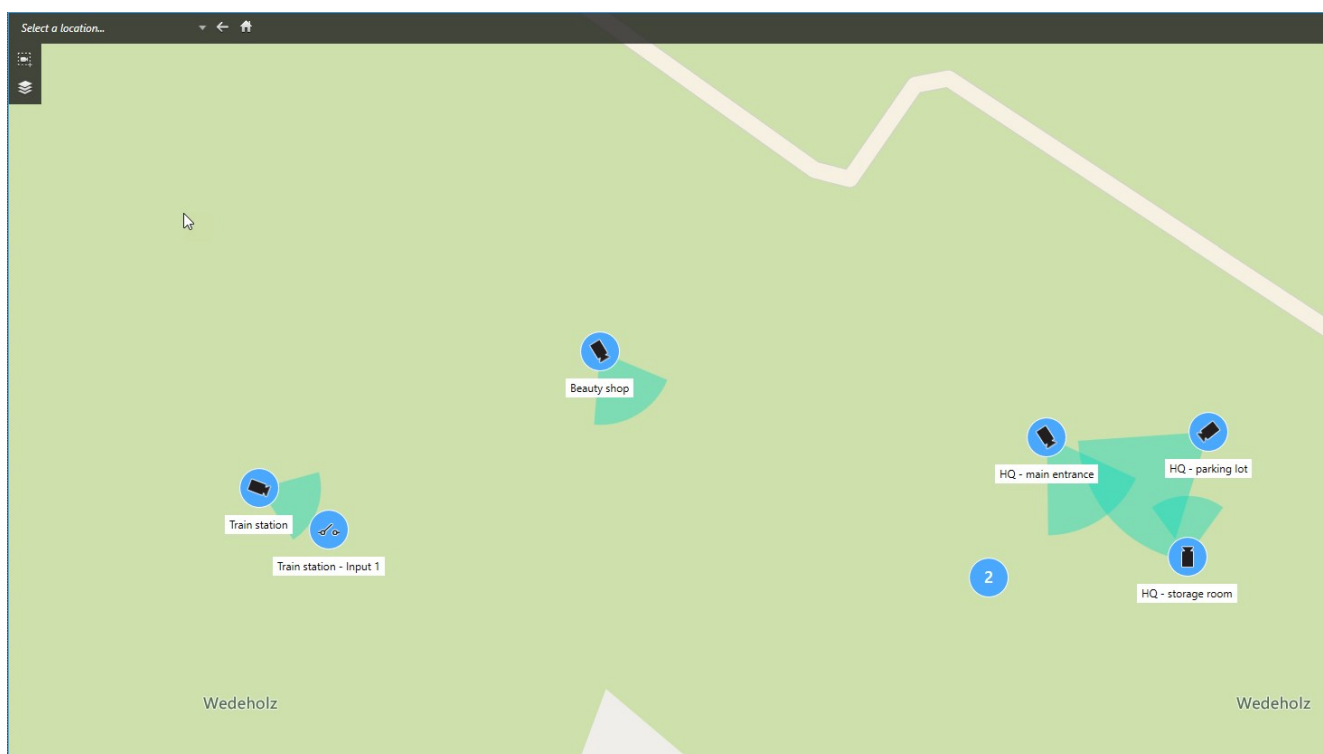 Select a location...
Beauty shop
HQ - main entrance
HQ - parking lot
Train station
Train station - Input 1
2
HQ - storage room
Wedeholz
Wedeholz